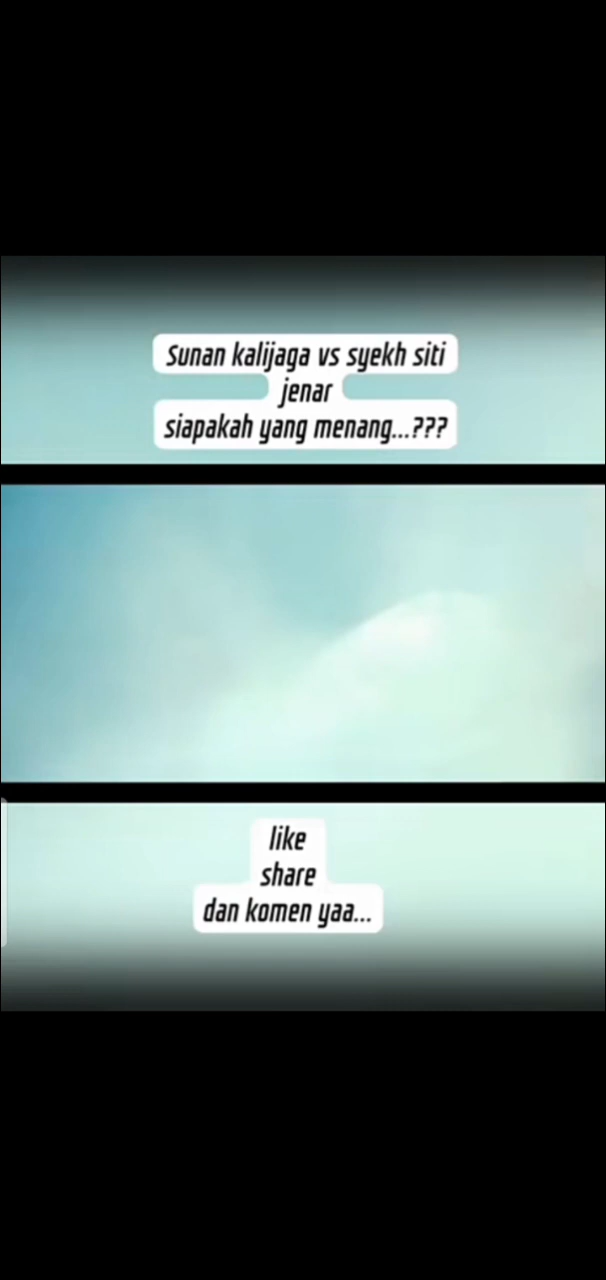 Sunan kalijaga vs syekh siti
jenar
siapakah yang menang...???
like
share
dan komen yaa...